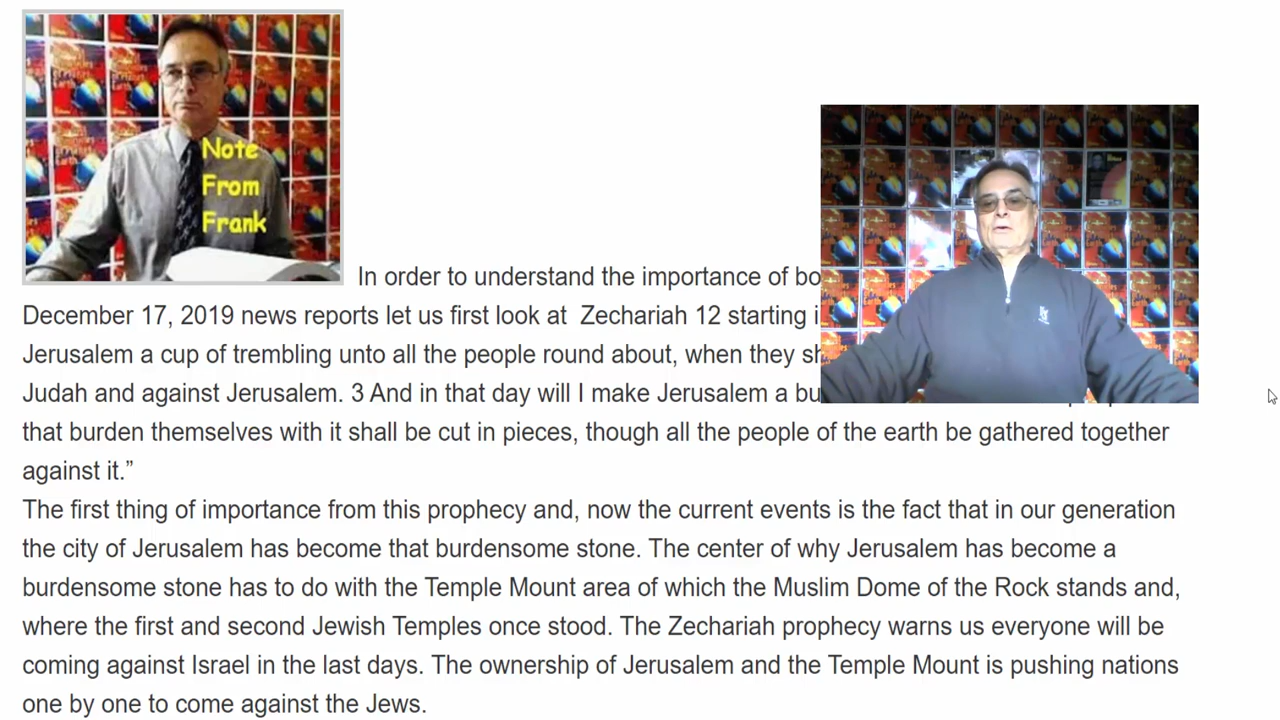 Note
From
Frank
In order to understand the importance of bo
December 17, 2019 news reports let us first look at Zechariah 12 starting i
Jerusalem a cup of trembling unto all the people round about, when they sh
Judah and against Jerusalem. 3 And in that day will I make Jerusalem a bu
that burden themselves with it shall be cut in pieces, though all the people of the earth be gathered together
against it.”
The first thing of importance from this prophecy and, now the current events is the fact that in our generation
the city of Jerusalem has become that burdensome stone. The center of why Jerusalem has become a
burdensome stone has to do with the Temple Mount area of which the Muslim Dome of the Rock stands and,
where the first and second Jewish Temples once stood. The Zechariah prophecy warns us everyone will be
coming against Israel in the last days. The ownership of Jerusalem and the Temple Mount is pushing nations
one by one to come against the Jews.